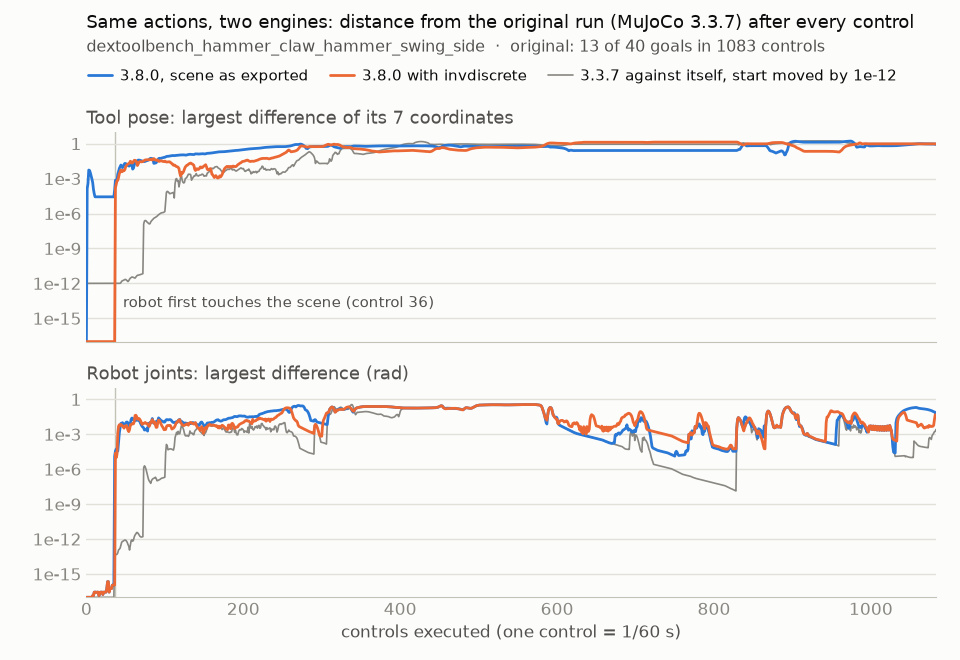 Same actions, two engines: distance from the original run (MuJoCo 3.3.7) after every control
dextoolbench_hammer_claw_hammer_swing_side · original: 13 of 40 goals in 1083 controls
3.8.0, scene as exported 3.8.0 with invdiscrete 3.3.7 against itself, start moved by 1e-12
Tool pose: largest difference of its 7 coordinates
1
1e-3
1e-6
1e-9
1e-12
robot first touches the scene (control 36)
1e-15
Robot joints: largest difference (rad)
1
1e-3
1e-6
1e-9
1e-12
1e-15
0 200 400 600 800 1000
controls executed (one control = 1/60 s)